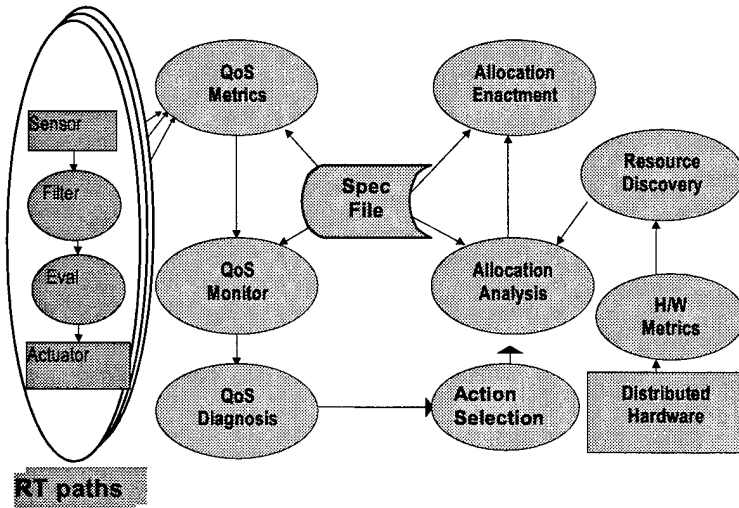 Sensor
Filter
Eval
Actuator
RT paths
QoS
Metrics
QoS
Monitor
QoS
Diagnosis
Spec
File
Allocation
Enactment
Allocation
Analysis
Action
Selection
Resource
Discovery
H/W
Metrics
Distributed
Hardware